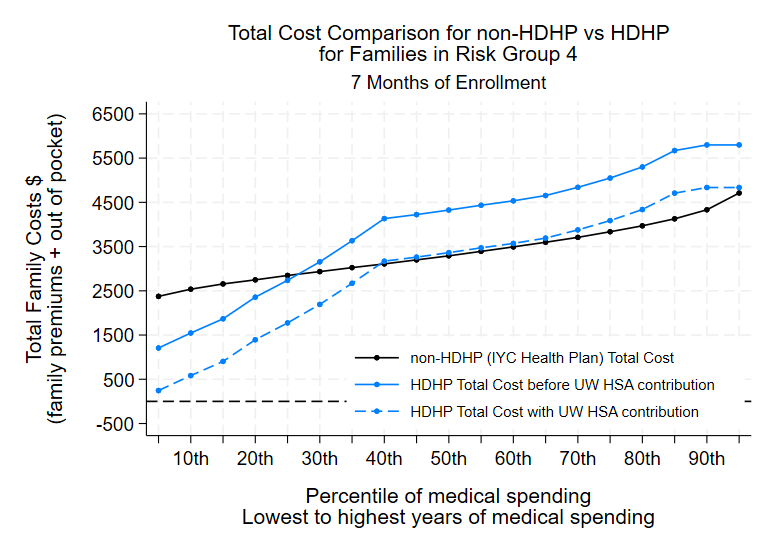 Total Cost Comparison for non-HDHP vs HDHP
for Families in Risk Group 4
7 Months of Enrollment
Total Family Costs $
(family premiums + out of pocket)
6500
5500
4500
3500
2500
1500
500
-500
non-HDHP (IYC Health Plan) Total Cost
HDHP Total Cost before UW HSA contribution
HDHP Total Cost with UW HSA contribution
10th 20th 30th 40th 50th 60th 70th 80th 90th
Percentile of medical spending
Lowest to highest years of medical spending